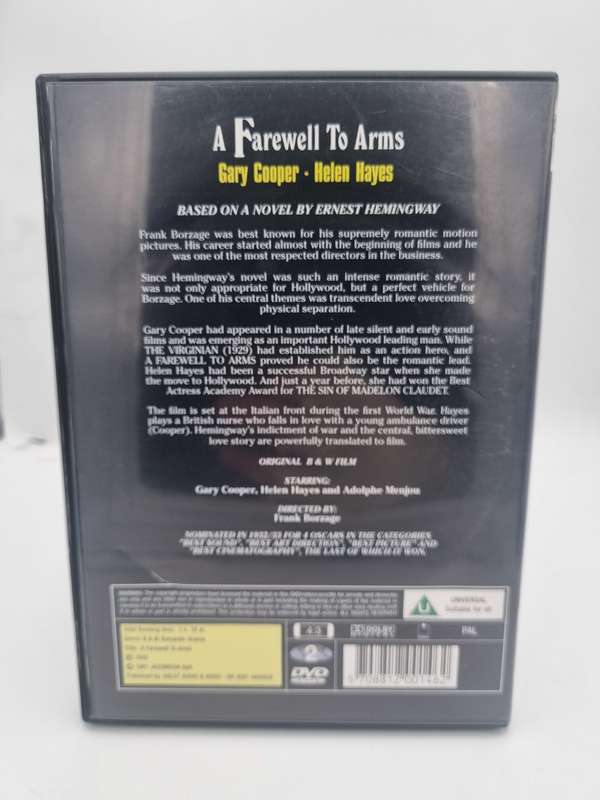 A Farewell To Arms
Gary Cooper · Helen Hayes
BASED ON A NOVEL BY ERNEST HEMINGWAY
Frank Borzage was best known for his supremely romantic motion
pictures. His career started almost with the beginning of films and he
was one of the most respected directors in the business.
Since Hemingway's novel was such an intense romantic story, it
was not only appropriate for Hollywood, but a perfect vehicle for
Borzage. One of his central themes was transcendent love overcoming
physical separation.
Gary Cooper had appeared in a number of late silent and early sound
films and was emerging as an important Hollywood leading man. While
THE VIRGINIAN (1929) had established him as an action hero, and
A FAREWELL TO ARMS proved he could also be the romantic lead.
Helen Hayes had been a successful Broadway star when she made
the move to Hollywood. And just a year before, she had won the Best
Actress Academy Award for THE SIN OF MADELON CLAUDET.
The film is set at the Italian front during the first World War. Hayes
plays a British nurse who falls in love with a young ambulance driver
(Cooper). Hemingway's indictment of war and the central, bittersweet
love story are powerfully translated to film.
ORIGINAL B & W FILM
STARRING:
Gary Cooper, Helen Hayes and Adolphe Menjou
DIRECTED BY:
Frank Borzage
NOMINATED IN 1932/33 FOR 4 OSCARS IN THE CATEGORIES
"BEST SOUND", "BEST ART DIRECTION", "BEST PICTURE" AND
"BEST CINEMATOGRAPHY", THE LAST OF WHICH IT WON.
U
UNIVERSAL
Suitable for all
4:3
DOLBY
PAL
2
DVD
5 708812 001462